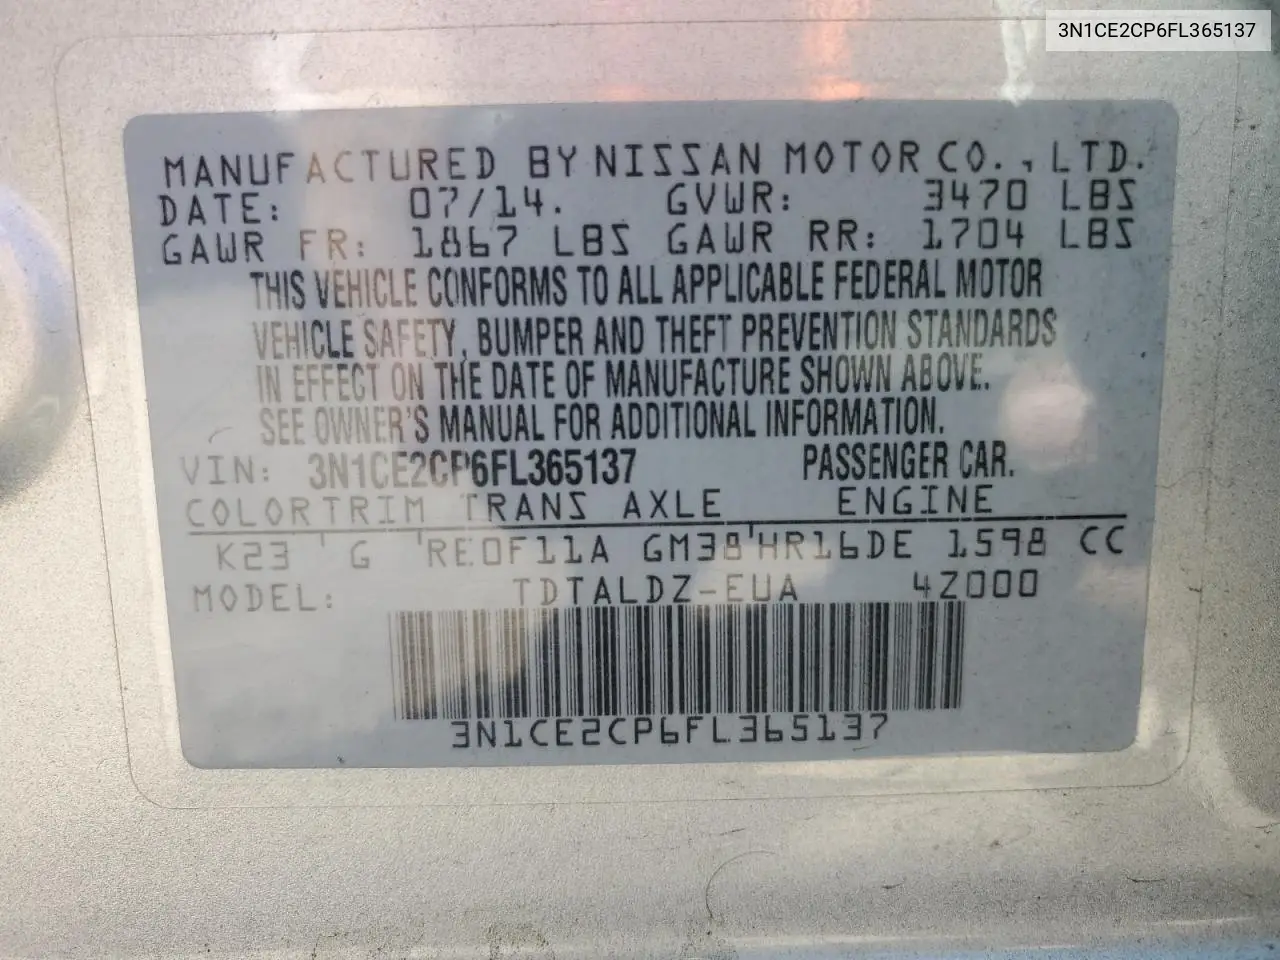 3N1CE2CP6FL365137
MANUFACTURED BY NISSAN MOTOR CO., LTD.
DATE: 07/14. GVWR: 3470 LBS
GAWR FR: 1867 LBS GAWR RR: 1704 LBS
THIS VEHICLE CONFORMS TO ALL APPLICABLE FEDERAL MOTOR
VEHICLE SAFETY, BUMPER AND THEFT PREVENTION STANDARDS
IN EFFECT ON THE DATE OF MANUFACTURE SHOWN ABOVE.
SEE OWNER'S MANUAL FOR ADDITIONAL INFORMATION.
VIN: 3N1CE2CP6FL365137 PASSENGER CAR.
COLOR TRIM TRANS AXLE ENGINE
K23 ' G ' RE0F11A GM38 ' HR16DE 1598 CC
MODEL: TDTALDZ-EUA 4Z000
3N1CE2CP6FL365137